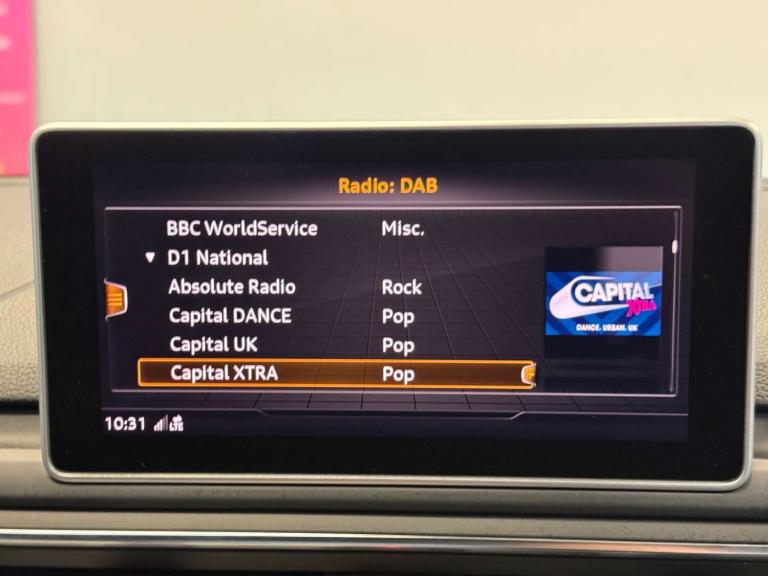 Radio: DAB
BBC WorldService Misc.
D1 National
Absolute Radio Rock
Capital DANCE Pop
Capital UK Pop
Capital XTRA Pop
CAPITAL
XTRA
DANCE. URBAN. UK
10:31 LTE